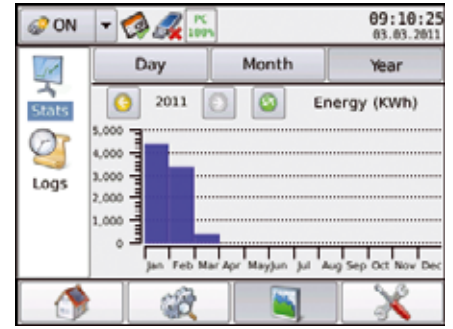 ON PC 100% 09:10:25
03.03.2011
Day Month Year
Stats
2011 Energy (KWh)
Logs
5,000
4,000
3,000
2,000
1,000
0
Jan Feb Mar Apr May Jun Jul Aug Sep Oct Nov Dec